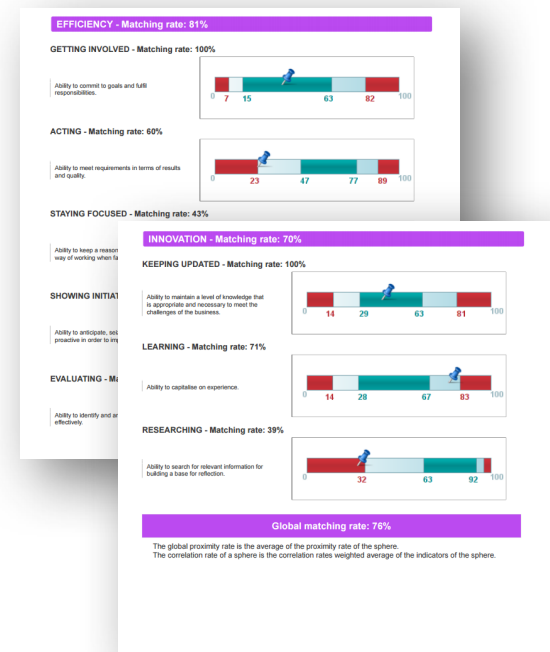 EFFICIENCY - Matching rate: 81%
GETTING INVOLVED - Matching rate: 100%
Ability to commit to goals and fulfil
responsibilities.
0 7 15 63 82 100
ACTING - Matching rate: 60%
Ability to meet requirements in terms of results
and quality.
0 23 47 77 89 100
STAYING FOCUSED - Matching rate: 43%
Ability to keep a reason
way of working when fa
SHOWING INITIAT
Ability to anticipate, sei
proactive in order to im
EVALUATING - Ma
Ability to identify and an
effectively.
INNOVATION - Matching rate: 70%
KEEPING UPDATED - Matching rate: 100%
Ability to maintain a level of knowledge that
is appropriate and necessary to meet the
challenges of the business.
0 14 29 63 81 100
LEARNING - Matching rate: 71%
Ability to capitalise on experience.
0 14 28 67 83 100
RESEARCHING - Matching rate: 39%
Ability to search for relevant information for
building a base for reflection.
0 32 63 92 100
Global matching rate: 76%
The global proximity rate is the average of the proximity rate of the sphere.
The correlation rate of a sphere is the correlation rates weighted average of the indicators of the sphere.